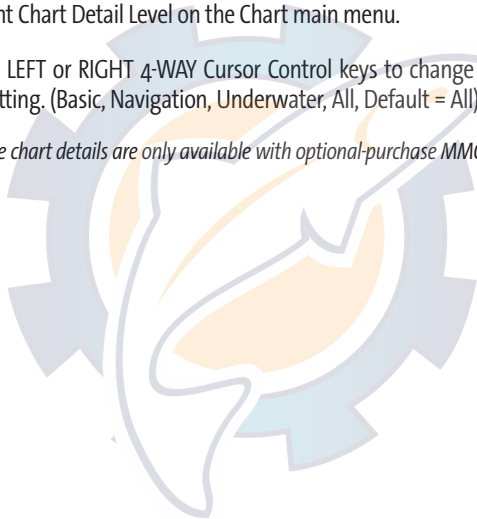 nt Chart Detail Level on the Chart main menu.
LEFT or RIGHT 4-WAY Cursor Control keys to change
tting. (Basic, Navigation, Underwater, All, Default = All)
e chart details are only available with optional-purchase MMC